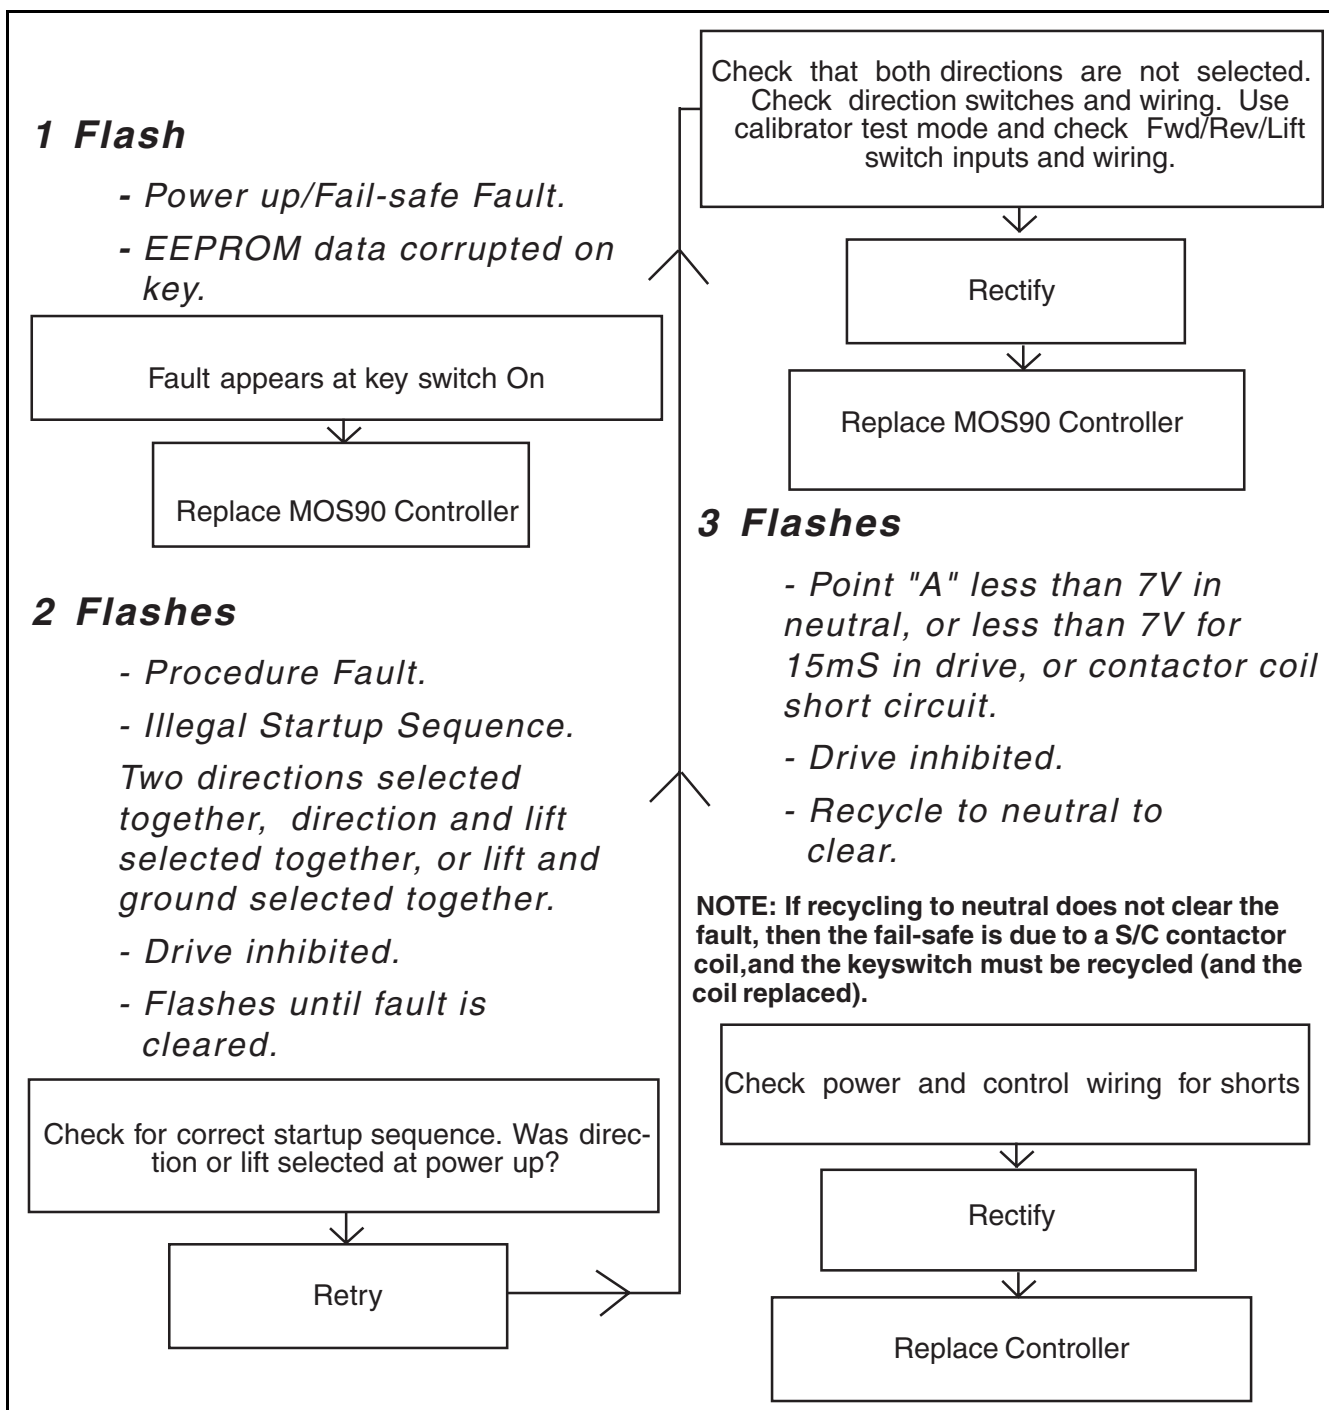 1 Flash
- Power up/Fail-safe Fault.
- EEPROM data corrupted on
key.
Fault appears at key switch On
Replace MOS90 Controller
2 Flashes
- Procedure Fault.
- Illegal Startup Sequence.
Two directions selected
together, direction and lift
selected together, or lift and
ground selected together.
- Drive inhibited.
- Flashes until fault is
cleared.
Check for correct startup sequence. Was direc-
tion or lift selected at power up?
Retry
Check that both directions are not selected.
Check direction switches and wiring. Use
calibrator test mode and check Fwd/Rev/Lift
switch inputs and wiring.
Rectify
Replace MOS90 Controller
3 Flashes
- Point "A" less than 7V in
neutral, or less than 7V for
15mS in drive, or contactor coil
short circuit.
- Drive inhibited.
- Recycle to neutral to
clear.
NOTE: If recycling to neutral does not clear the
fault, then the fail-safe is due to a S/C contactor
coil,and the keyswitch must be recycled (and the
coil replaced).
Check power and control wiring for shorts
Rectify
Replace Controller